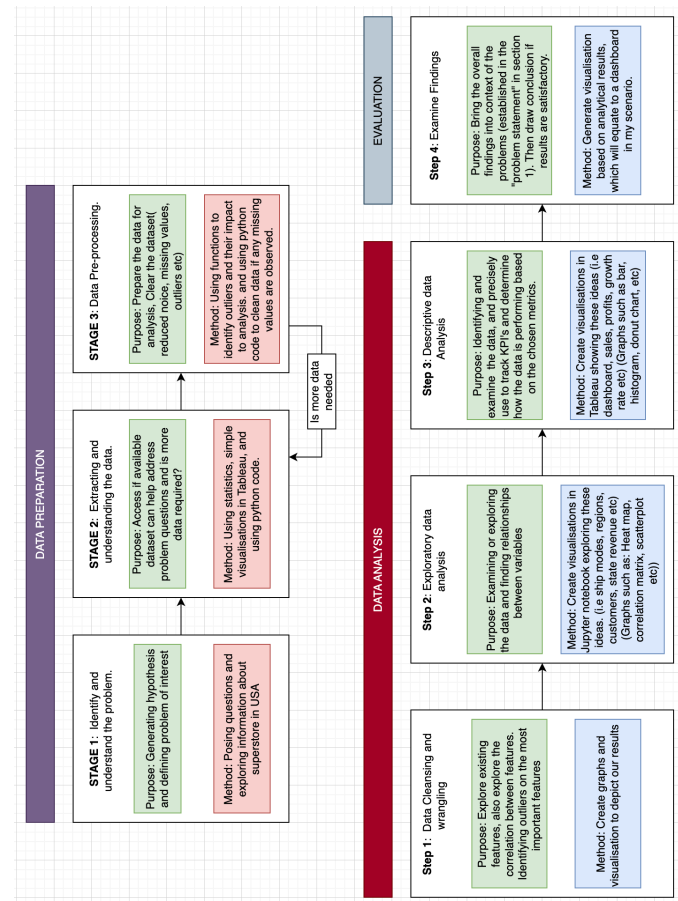 DATA PREPARATION
STAGE 1: Identify and
understand the problem.
Purpose: Generating hypothesis
and defining problem of interest
Method: Posing questions and
exploring information about
superstore in USA
STAGE 2: Extracting and
understanding the data.
Purpose: Access if available
dataset can help address
problem questions and is more
data required?
Method: Using statistics, simple
visualisations in Tableau, and
using python code.
STAGE 3: Data Pre-processing.
Purpose: Prepare the data for
analysis, Clear the dataset(
reduced noice, missing values,
outliers etc)
Method: Using functions to
identify outliers and their impact
to analysis. and using python
code to clean data if any missing
values are observed.
Is more data
needed
DATA ANALYSIS
Step 1: Data Cleansing and
wrangling
Purpose: Explore existing
features, also explore the
correlation between features.
Identifying outliers on the most
important features
Method: Create graphs and
visualisation to depict our results
Step 2: Exploratory data
analysis
Purpose: Examining or exploring
the data and finding relationships
between variables
Method: Create visualisations in
Jupyter notebook exploring these
ideas. (i.e ship modes, regions,
customers, state revenue etc)
(Graphs such as: Heat map,
correlation matrix, scatterplot
etc))
Step 3: Descriptive data
Analysis
Purpose: Identifying and
examine the data, and precisely
use to track KPI's and determine
how the data is performing based
on the chosen metrics.
Method: Create visualisations in
Tableau showing these ideas (i.e
dashboard, sales, profits, growth
rate etc) (Graphs such as bar,
histogram, donut chart, etc)
EVALUATION
Step 4: Examine Findings
Purpose: Bring the overall
findings into context of the
problems (established in the
"problem statement" in section
1). Then draw conclusion if
results are satisfactory.
Method: Generate visualisation
based on analytical results,
which will equate to a dashboard
in my scenario.